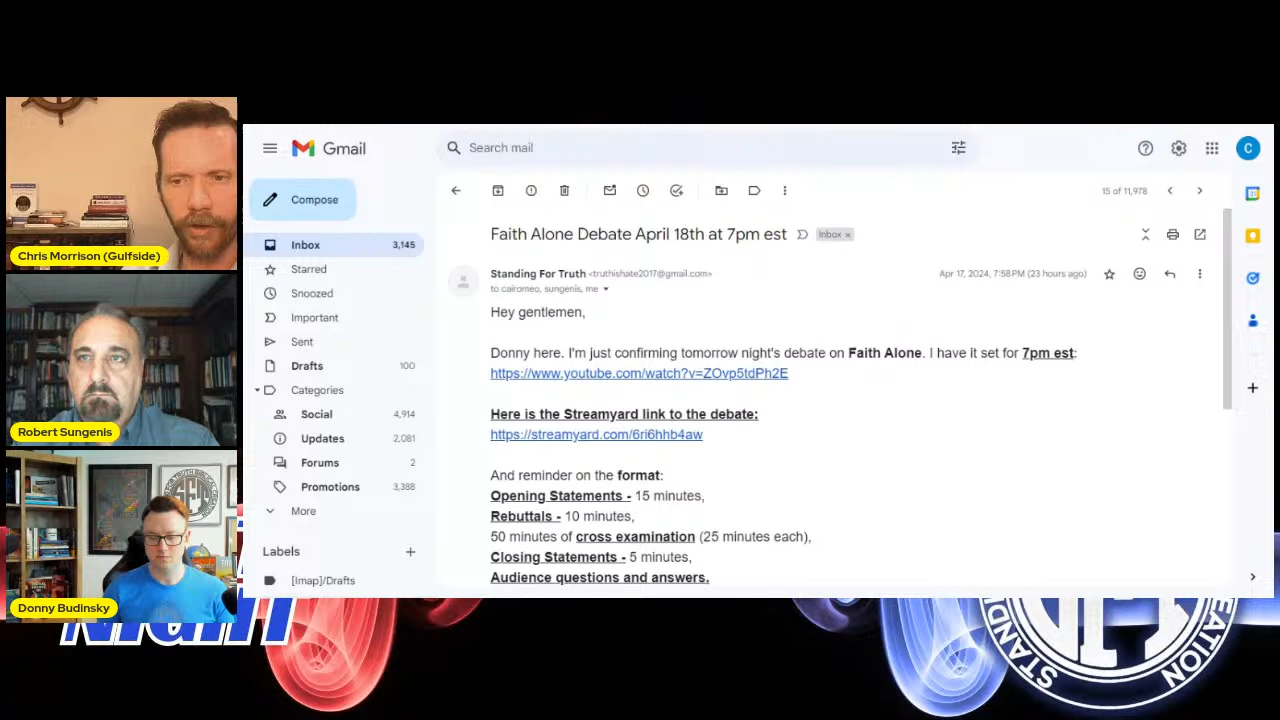 Chris Morrison (Gulfside)
Robert Sungenis
Donny Budinsky
Gmail
Search mail
Compose
Inbox 3,145
Starred
Snoozed
Important
Sent
Drafts 100
Categories
Social 4,914
Updates 2,081
Forums 2
Promotions 3,388
More
Labels
[Imap]/Drafts
15 of 11,978
C
Faith Alone Debate April 18th at 7pm est
Inbox ×
Standing For Truth <truthishate2017@gmail.com>
Apr 17, 2024, 7:58 PM (23 hours ago)
to cairomeo, sungenis, me
Hey gentlemen,
Donny here. I'm just confirming tomorrow night's debate on Faith Alone. I have it set for 7pm est:
https://www.youtube.com/watch?v=ZOvp5tdPh2E
Here is the Streamyard link to the debate:
https://streamyard.com/6ri6hhb4aw
And reminder on the format:
Opening Statements - 15 minutes,
Rebuttals - 10 minutes,
50 minutes of cross examination (25 minutes each),
Closing Statements - 5 minutes,
Audience questions and answers.
SFT